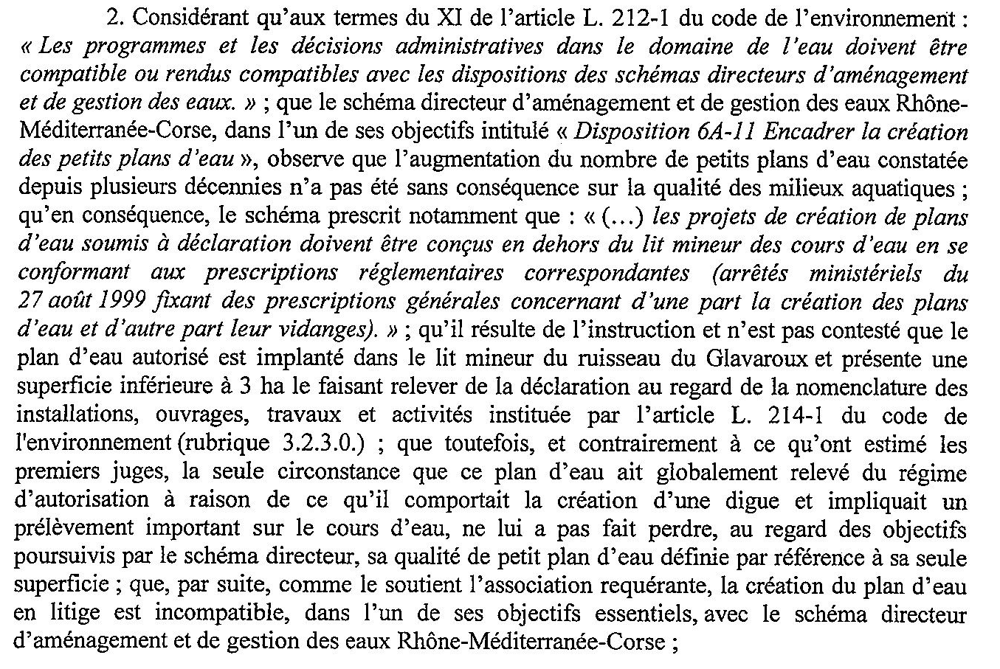 2. Considérant qu'aux termes du XI de l'article L. 212-1 du code de l'environnement :
« Les programmes et les décisions administratives dans le domaine de l'eau doivent être
compatible ou rendus compatibles avec les dispositions des schémas directeurs d'aménagement
et de gestion des eaux. » ; que le schéma directeur d'aménagement et de gestion des eaux Rhône-
Méditerranée-Corse, dans l'un de ses objectifs intitulé « Disposition 6A-11 Encadrer la création
des petits plans d'eau », observe que l'augmentation du nombre de petits plans d'eau constatée
depuis plusieurs décennies n'a pas été sans conséquence sur la qualité des milieux aquatiques ;
qu'en conséquence, le schéma prescrit notamment que : « (...) les projets de création de plans
d'eau soumis à déclaration doivent être conçus en dehors du lit mineur des cours d'eau en se
conformant aux prescriptions réglementaires correspondantes (arrêtés ministériels du
27 août 1999 fixant des prescriptions générales concernant d'une part la création des plans
d'eau et d'autre part leur vidanges). » ; qu'il résulte de l'instruction et n'est pas contesté que le
plan d'eau autorisé est implanté dans le lit mineur du ruisseau du Glavaroux et présente une
superficie inférieure à 3 ha le faisant relever de la déclaration au regard de la nomenclature des
installations, ouvrages, travaux et activités instituée par l'article L. 214-1 du code de
l'environnement (rubrique 3.2.3.0.) ; que toutefois, et contrairement à ce qu'ont estimé les
premiers juges, la seule circonstance que ce plan d'eau ait globalement relevé du régime
d'autorisation à raison de ce qu'il comportait la création d'une digue et impliquait un
prélèvement important sur le cours d'eau, ne lui a pas fait perdre, au regard des objectifs
poursuivis par le schéma directeur, sa qualité de petit plan d'eau définie par référence à sa seule
superficie ; que, par suite, comme le soutient l'association requérante, la création du plan d'eau
en litige est incompatible, dans l'un de ses objectifs essentiels, avec le schéma directeur
d'aménagement et de gestion des eaux Rhône-Méditerranée-Corse ;